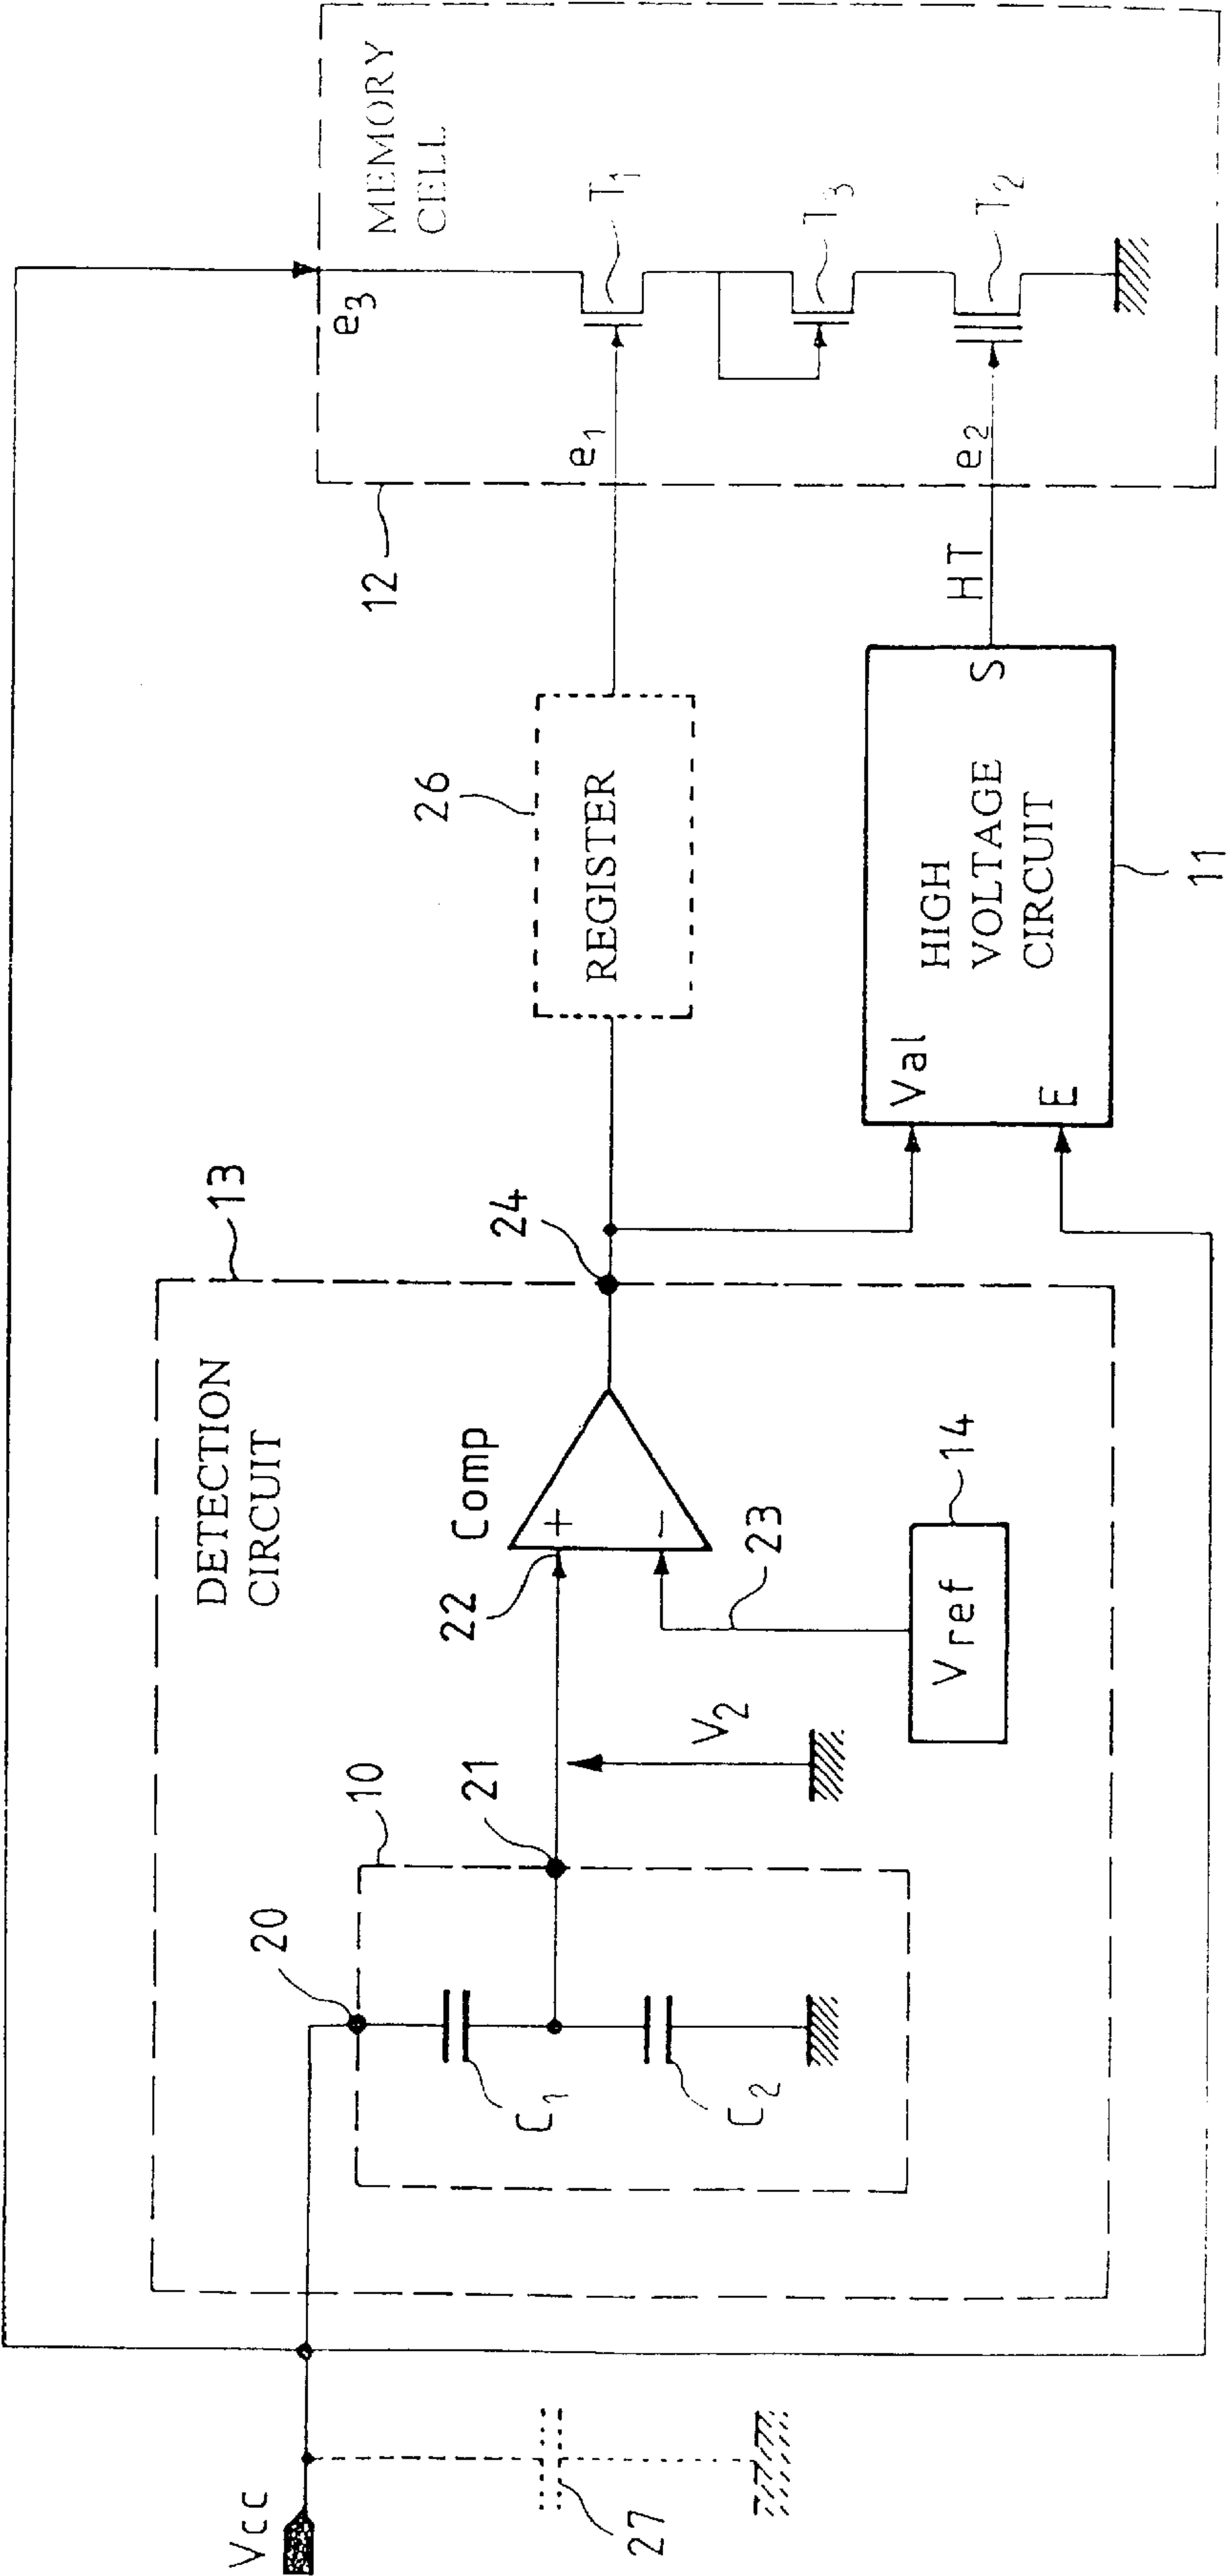 Vcc
27
DETECTION
CIRCUIT
13
10
20
21
C1
C2
V2
22
Comp
+
-
23
Vref
14
24
26
REGISTER
Val
E
HIGH
VOLTAGE
CIRCUIT
S
11
HT
12
MEMORY
CELL
e3
e1
e2
T1
T3
T2